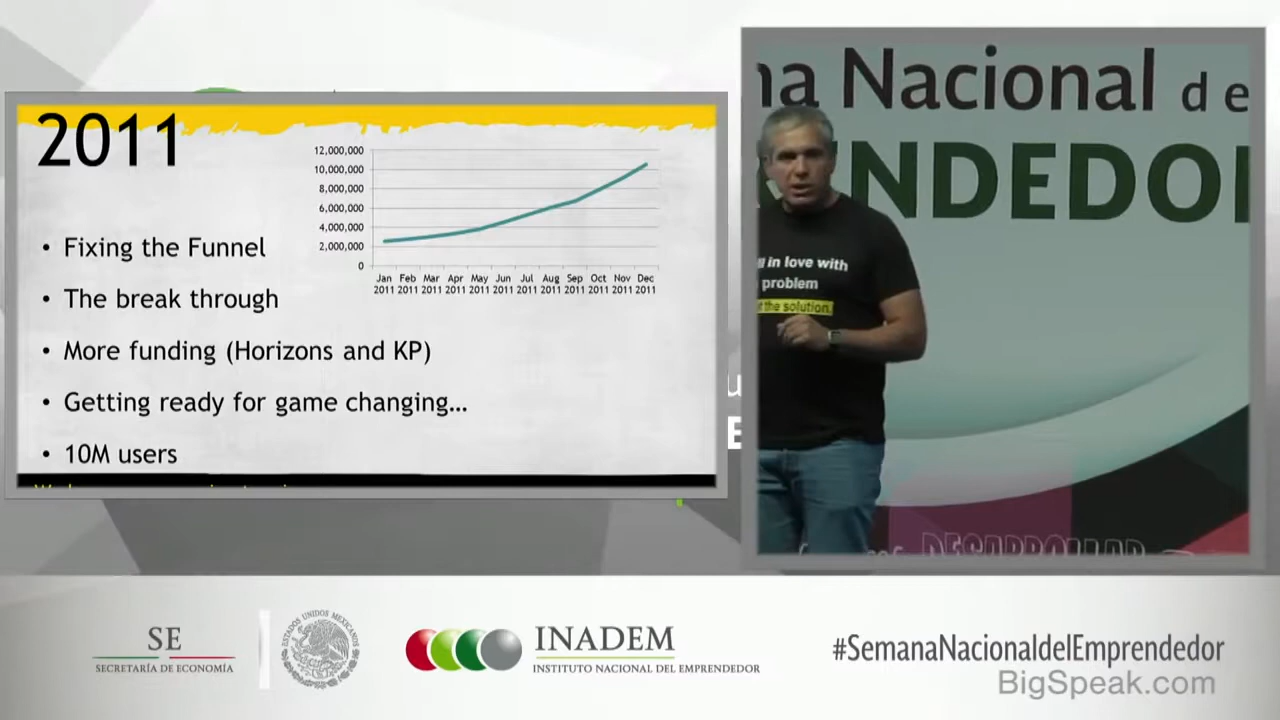 2011
12,000,000
10,000,000
8,000,000
6,000,000
4,000,000
2,000,000
0
Jan Feb Mar Apr May Jun Jul Aug Sep Oct Nov Dec
2011 2011 2011 2011 2011 2011 2011 2011 2011 2011 2011 2011
• Fixing the Funnel
• The break through
• More funding (Horizons and KP)
• Getting ready for game changing…
• 10M users
na Nacional de
NDEDO
in love with
problem
the solution.
DESARROLLAR
SE
SECRETARÍA DE ECONOMÍA
ESTADOS UNIDOS MEXICANOS
INADEM
INSTITUTO NACIONAL DEL EMPRENDEDOR
#SemanaNacionaldelEmprendedor
BigSpeak.com